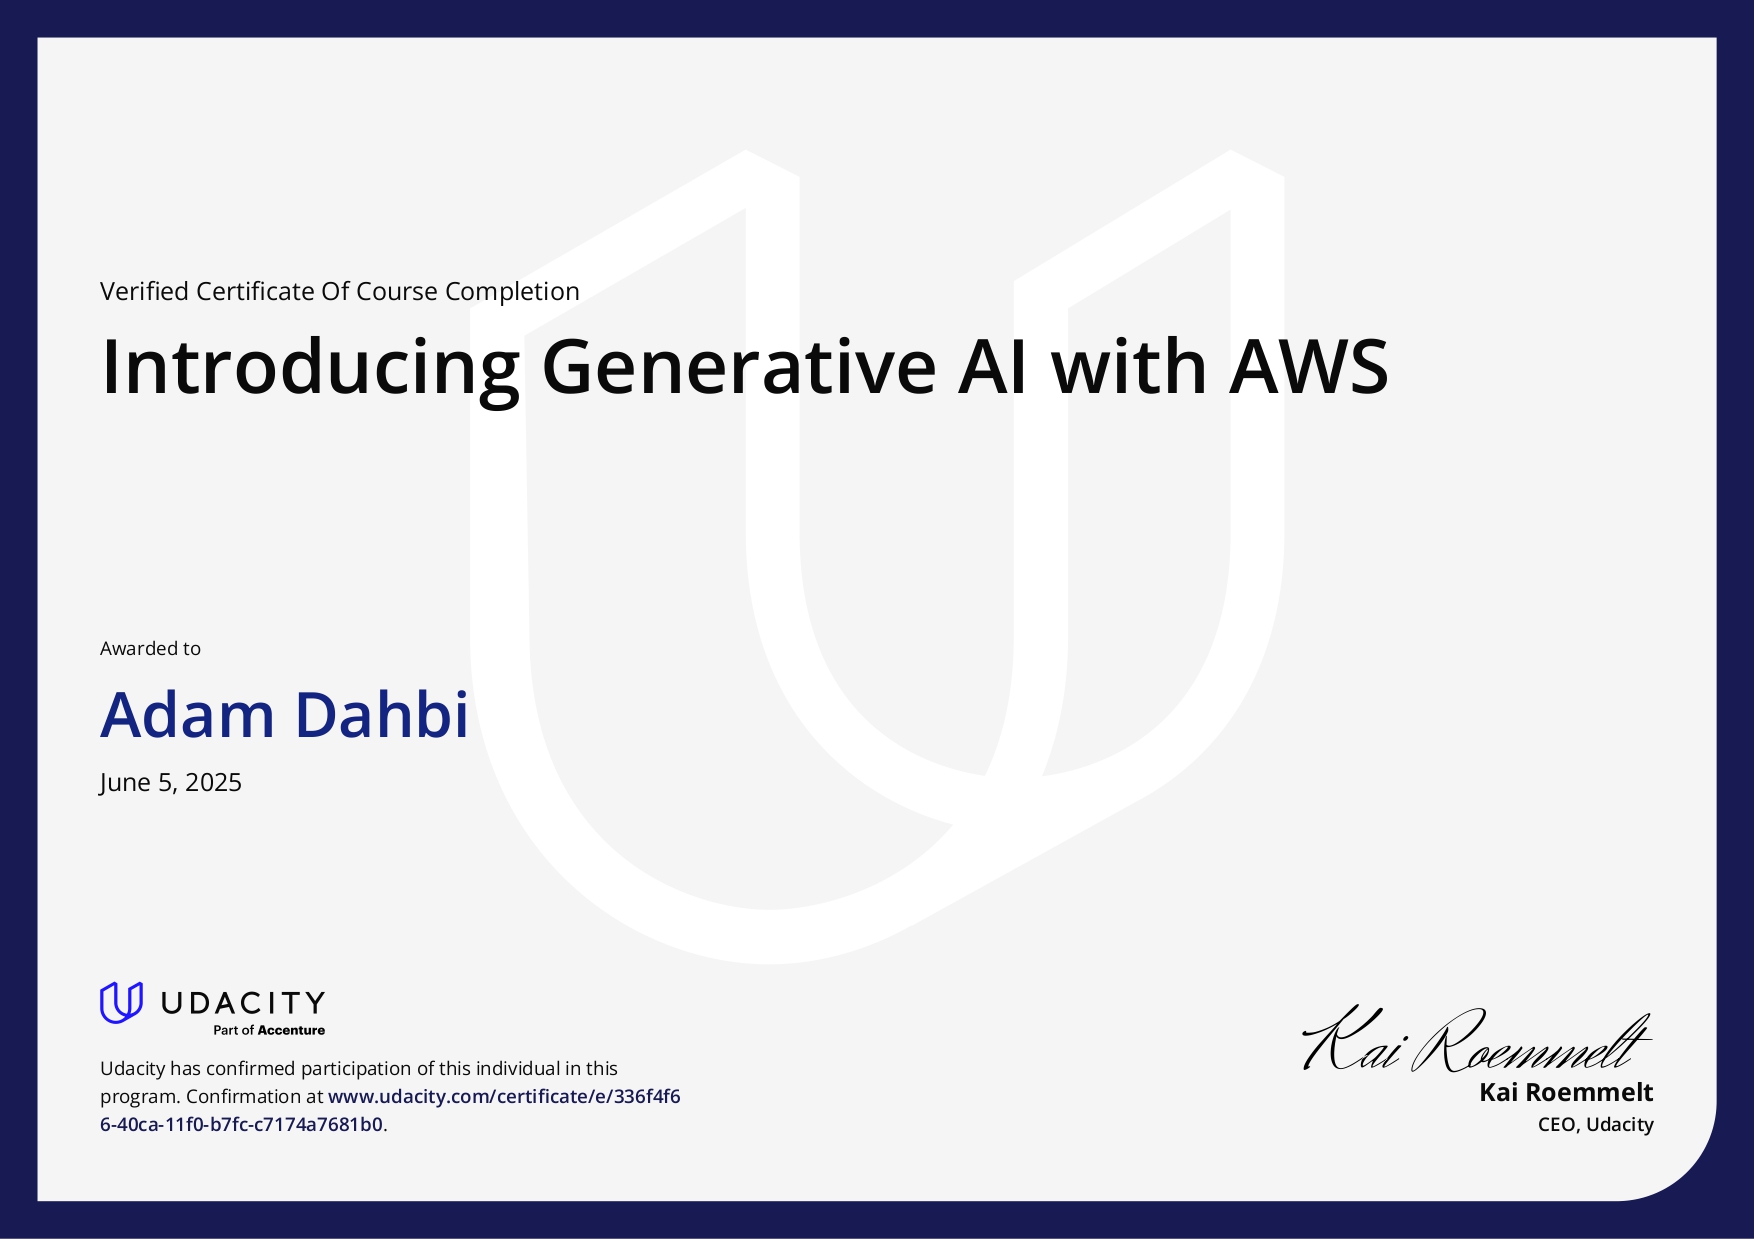 Verified Certificate Of Course Completion
Introducing Generative AI with AWS
Awarded to
Adam Dahbi
June 5, 2025
UDACITY
Part of Accenture
Udacity has confirmed participation of this individual in this
program. Confirmation at www.udacity.com/certificate/e/336f4f6
6-40ca-11f0-b7fc-c7174a7681b0.
Kai Roemmelt
Kai Roemmelt
CEO, Udacity